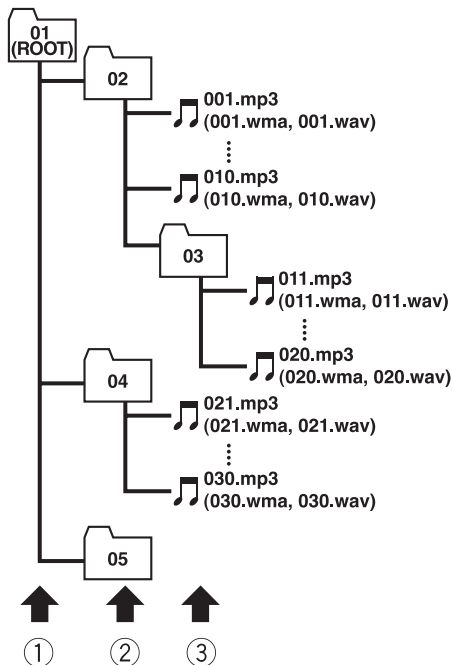 01
(ROOT)
02
001.mp3
(001.wma, 001.wav)
010.mp3
(010.wma, 010.wav)
03
011.mp3
(011.wma, 011.wav)
020.mp3
(020.wma, 020.wav)
04
021.mp3
(021.wma, 021.wav)
030.mp3
(030.wma, 030.wav)
05
① ② ③